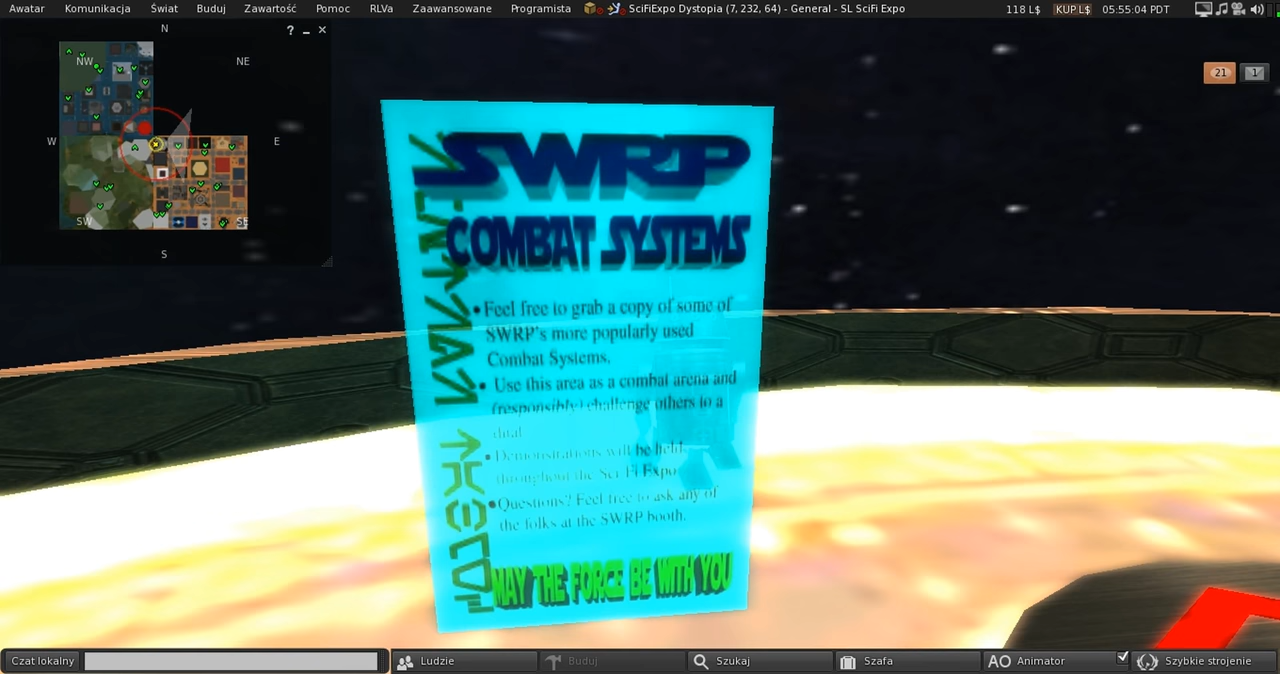 Awatar Komunikacja Świat Buduj Zawartość Pomoc RLVa Zaawansowane Programista SciFiExpo Dystopia (7, 232, 64) - General - SL SciFi Expo 118 L$ KUP L$ 05:55:04 PDT
N
? _ ×
NW NE
21 1
W E
SW SE
S
SWRP
COMBAT SYSTEMS
• Feel free to grab a copy of some of
SWRP's more popularly used
Combat Systems.
• Use this area as a combat arena and
(responsibly) challenge others to a
• Demonstrations will be held
throughout the Sci Fi Expo
• Questions? Feel free to ask any of
the folks at the SWRP booth.
MAY THE FORCE BE WITH YOU
Czat lokalny Ludzie Buduj Szukaj Szafa AO Animator Szybkie strojenie